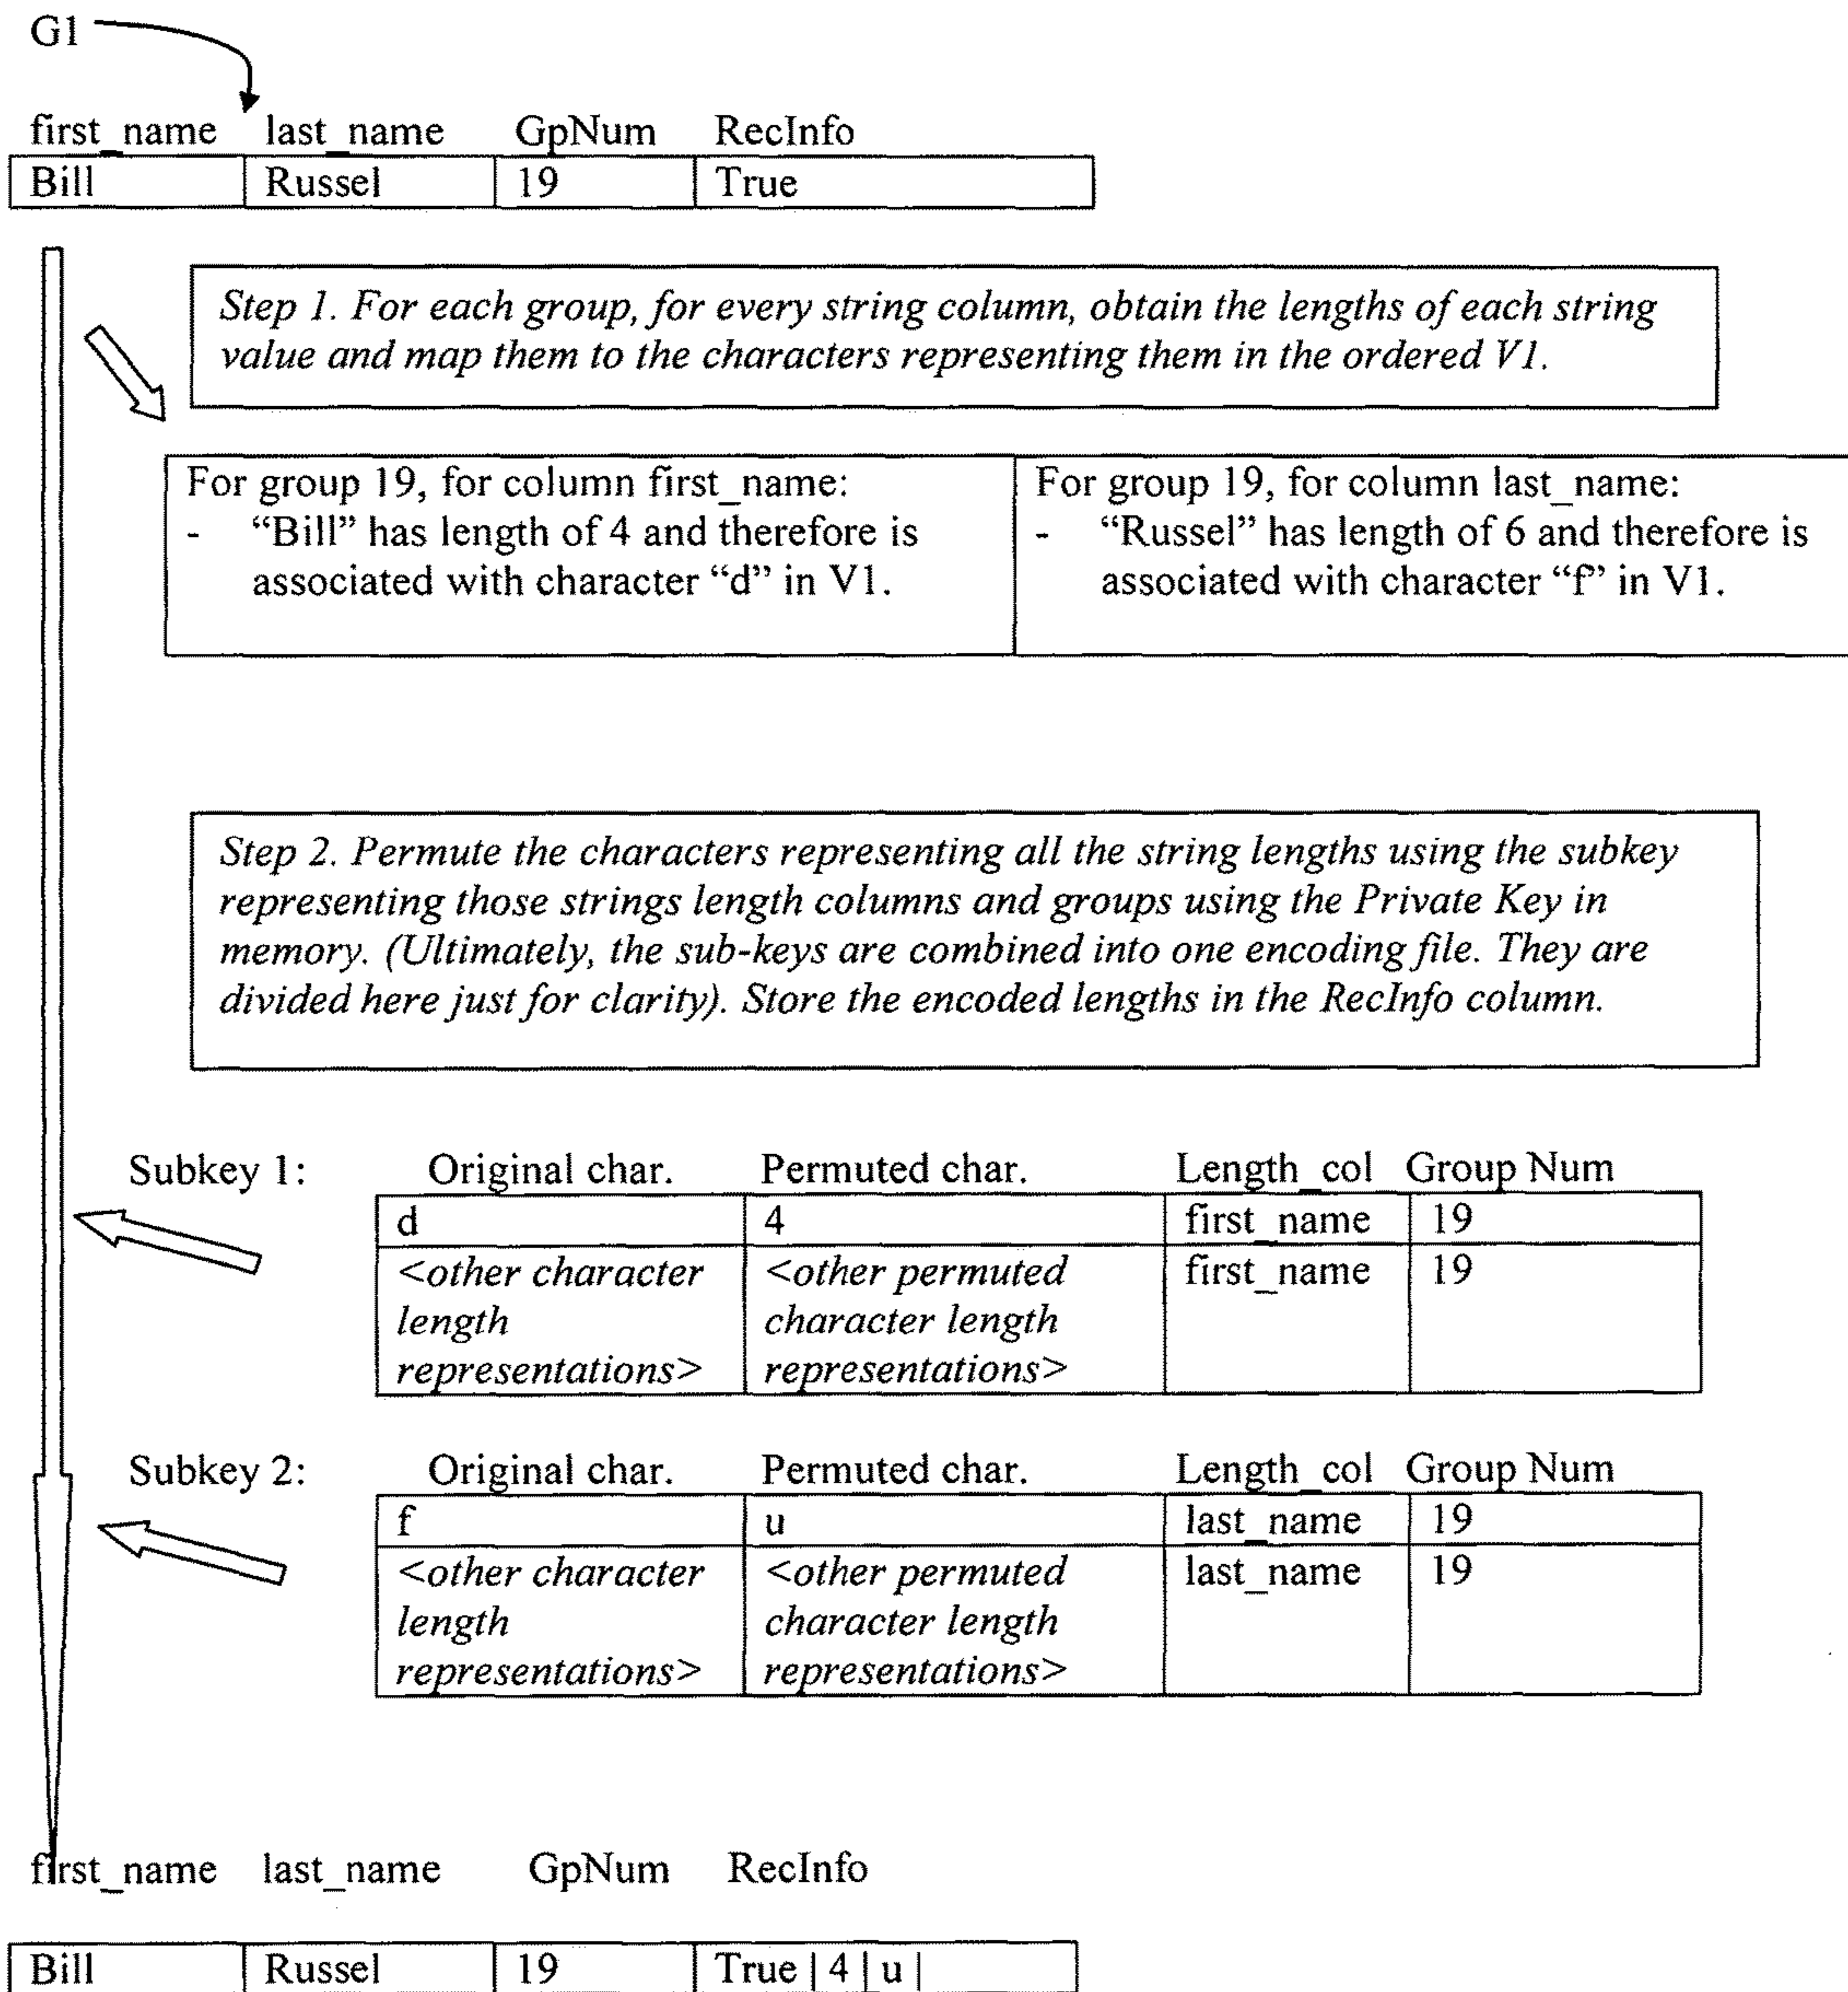 G1
first_name last_name GpNum RecInfo
Bill Russel 19 True
Step 1. For each group, for every string column, obtain the lengths of each string
value and map them to the characters representing them in the ordered V1.
For group 19, for column first_name:
- “Bill” has length of 4 and therefore is
associated with character “d” in V1.
For group 19, for column last_name:
- “Russel” has length of 6 and therefore is
associated with character “f” in V1.
Step 2. Permute the characters representing all the string lengths using the subkey
representing those strings length columns and groups using the Private Key in
memory. (Ultimately, the sub-keys are combined into one encoding file. They are
divided here just for clarity). Store the encoded lengths in the RecInfo column.
Subkey 1: Original char. Permuted char. Length_col Group Num
d 4 first_name 19
<other character <other permuted first_name 19
length character length
representations> representations>
Subkey 2: Original char. Permuted char. Length_col Group Num
f u last_name 19
<other character <other permuted last_name 19
length character length
representations> representations>
first_name last_name GpNum RecInfo
Bill Russel 19 True | 4 | u |